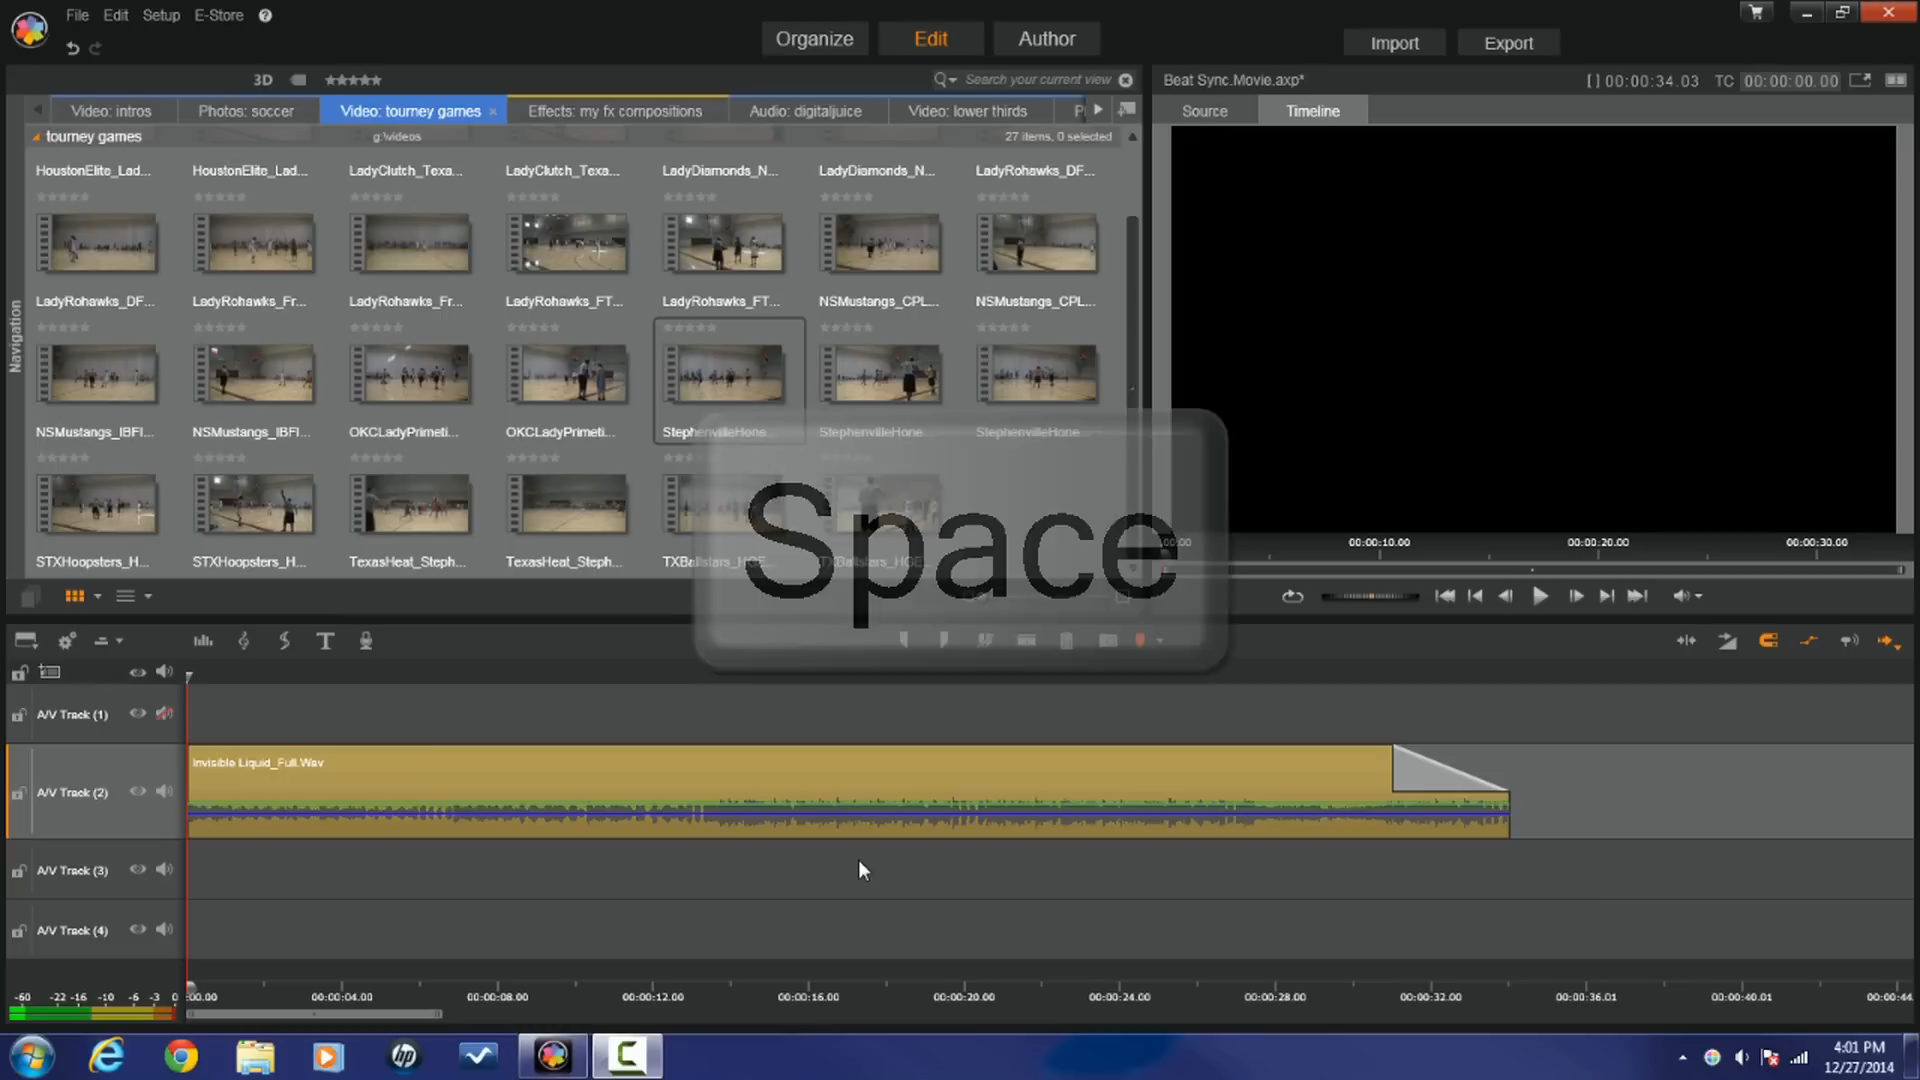 File Edit Setup E-Store ?
Organize Edit Author
Import Export
3D
Search your current view
Beat Sync.Movie.axp*
[ ] 00:00:34.03 TC 00:00:00.00
Video: intros Photos: soccer Video: tourney games × Effects: my fx compositions Audio: digitaljuice Video: lower thirds
Source Timeline
tourney games g:\videos 27 items, 0 selected
HoustonElite_Lad... HoustonElite_Lad... LadyClutch_Texa... LadyClutch_Texa... LadyDiamonds_N... LadyDiamonds_N... LadyRohawks_DF...
LadyRohawks_DF... LadyRohawks_Fr... LadyRohawks_Fr... LadyRohawks_FT... LadyRohawks_FT... NSMustangs_CPL... NSMustangs_CPL...
Navigation
NSMustangs_IBFI... NSMustangs_IBFI... OKCLadyPrimeti... OKCLadyPrimeti... StephenvilleHone... StephenvilleHone... StephenvilleHone...
STXHoopsters_H... STXHoopsters_H... TexasHeat_Steph... TexasHeat_Steph... TXBallstars_HGE... TXBallstars_HGE...
Space
00:00:10.00 00:00:20.00 00:00:30.00
A/V Track (1)
Invisible Liquid_Full.Wav
A/V Track (2)
A/V Track (3)
A/V Track (4)
-60 -22 -16 -10 -6 -3 0
:00.00 00:00:04.00 00:00:08.00 00:00:12.00 00:00:16.00 00:00:20.00 00:00:24.00 00:00:28.00 00:00:32.00 00:00:36.01 00:00:40.01 00:00:44
4:01 PM
12/27/2014